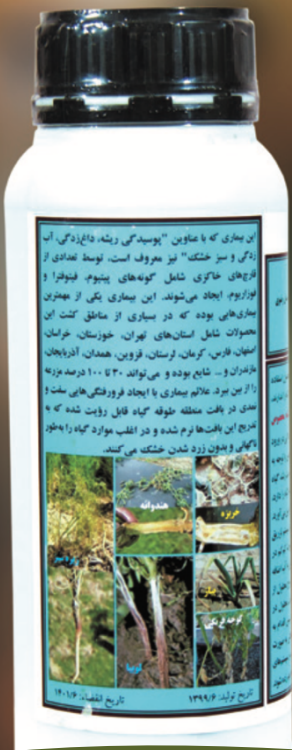 این بیماری که با عناوین "پوسیدگی ریشه، داغ‌زدگی، آب
زدگی و سبز خشک" نیز معروف است، توسط تعدادی از
قارچ‌های خاکزی شامل گونه‌های پیتیوم، فیتوفترا و
فوزاریوم، ایجاد می‌شوند. این بیماری یکی از مهمترین
بیماری‌هایی بوده که در بسیاری از مناطق کشت این
محصولات شامل استان‌های تهران، خوزستان، خراسان،
اصفهان، فارس، کرمان، لرستان، قزوین، همدان، آذربایجان،
مازندران و ... شایع بوده و می‌تواند ۳۰ تا ۱۰۰ درصد مزرعه
را از بین ببرد. علائم بیماری با ایجاد فرورفتگی‌هایی سفت و
نمدی در بافت منطقه طوقه گیاه قابل رؤیت شده که به
تدریج این بافت‌ها نرم شده و در اغلب موارد گیاه را به‌طور
ناگهانی و بدون زرد شدن خشک می‌کنند.
هندوانه
خربزه
گوجه فرنگی
لوبیا
تاریخ تولید: ۱۳۹۹/۶
تاریخ انقضاء: ۱۴۰۱/۶